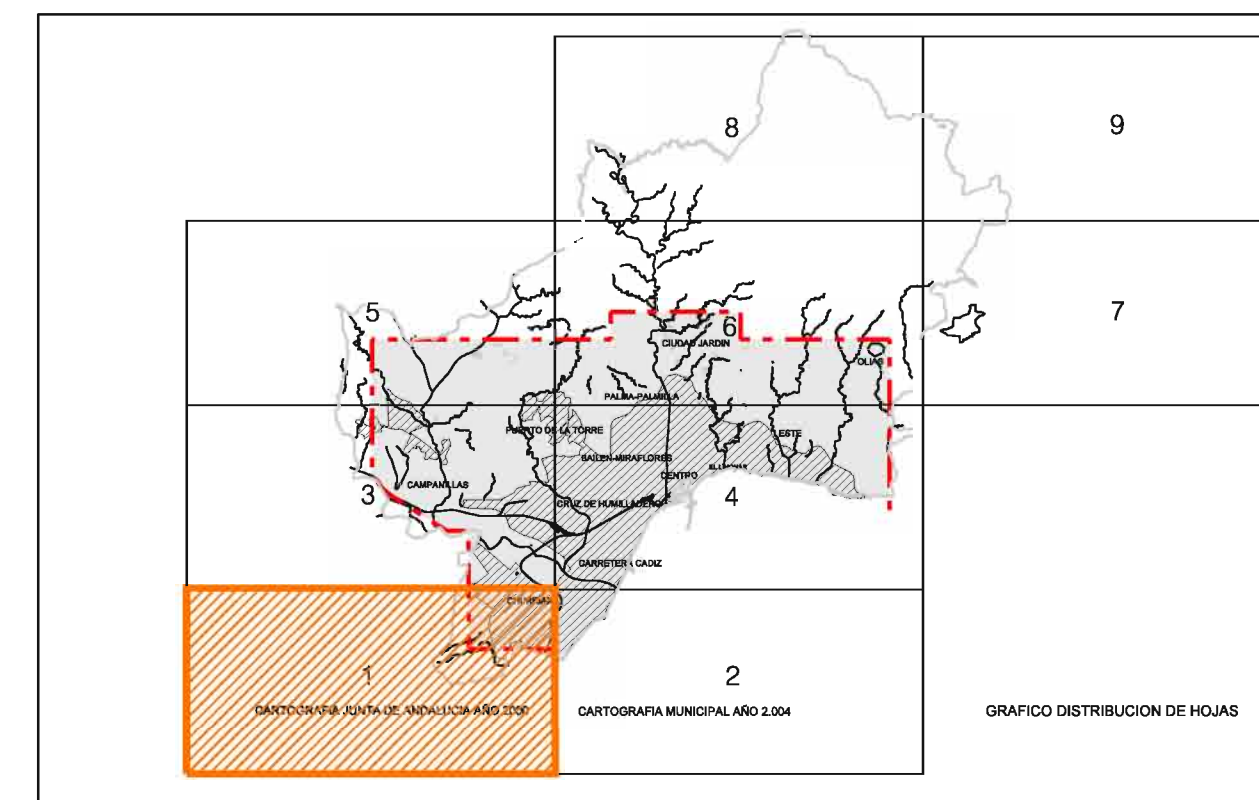 8
9
5
6
7
CIUDAD JARDIN
OLIAS
PALMA-PALMILLA
PUERTO DE LA TORRE
ESTE
BAILEN-MIRAFLORES
CENTRO
CAMPANILLAS
3
4
CRUZ DE HUMILLADERO
CARRETERA CADIZ
CHURRIANA
1
2
CARTOGRAFIA JUNTA DE ANDALUCIA AÑO 2000
CARTOGRAFIA MUNICIPAL AÑO 2.004
GRAFICO DISTRIBUCION DE HOJAS